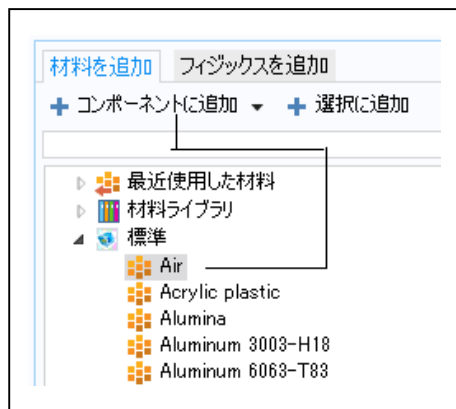 材料を追加 フィジックスを追加
コンポーネントに追加 選択に追加
最近使用した材料
材料ライブラリ
標準
Air
Acrylic plastic
Alumina
Aluminum 3003-H18
Aluminum 6063-T83